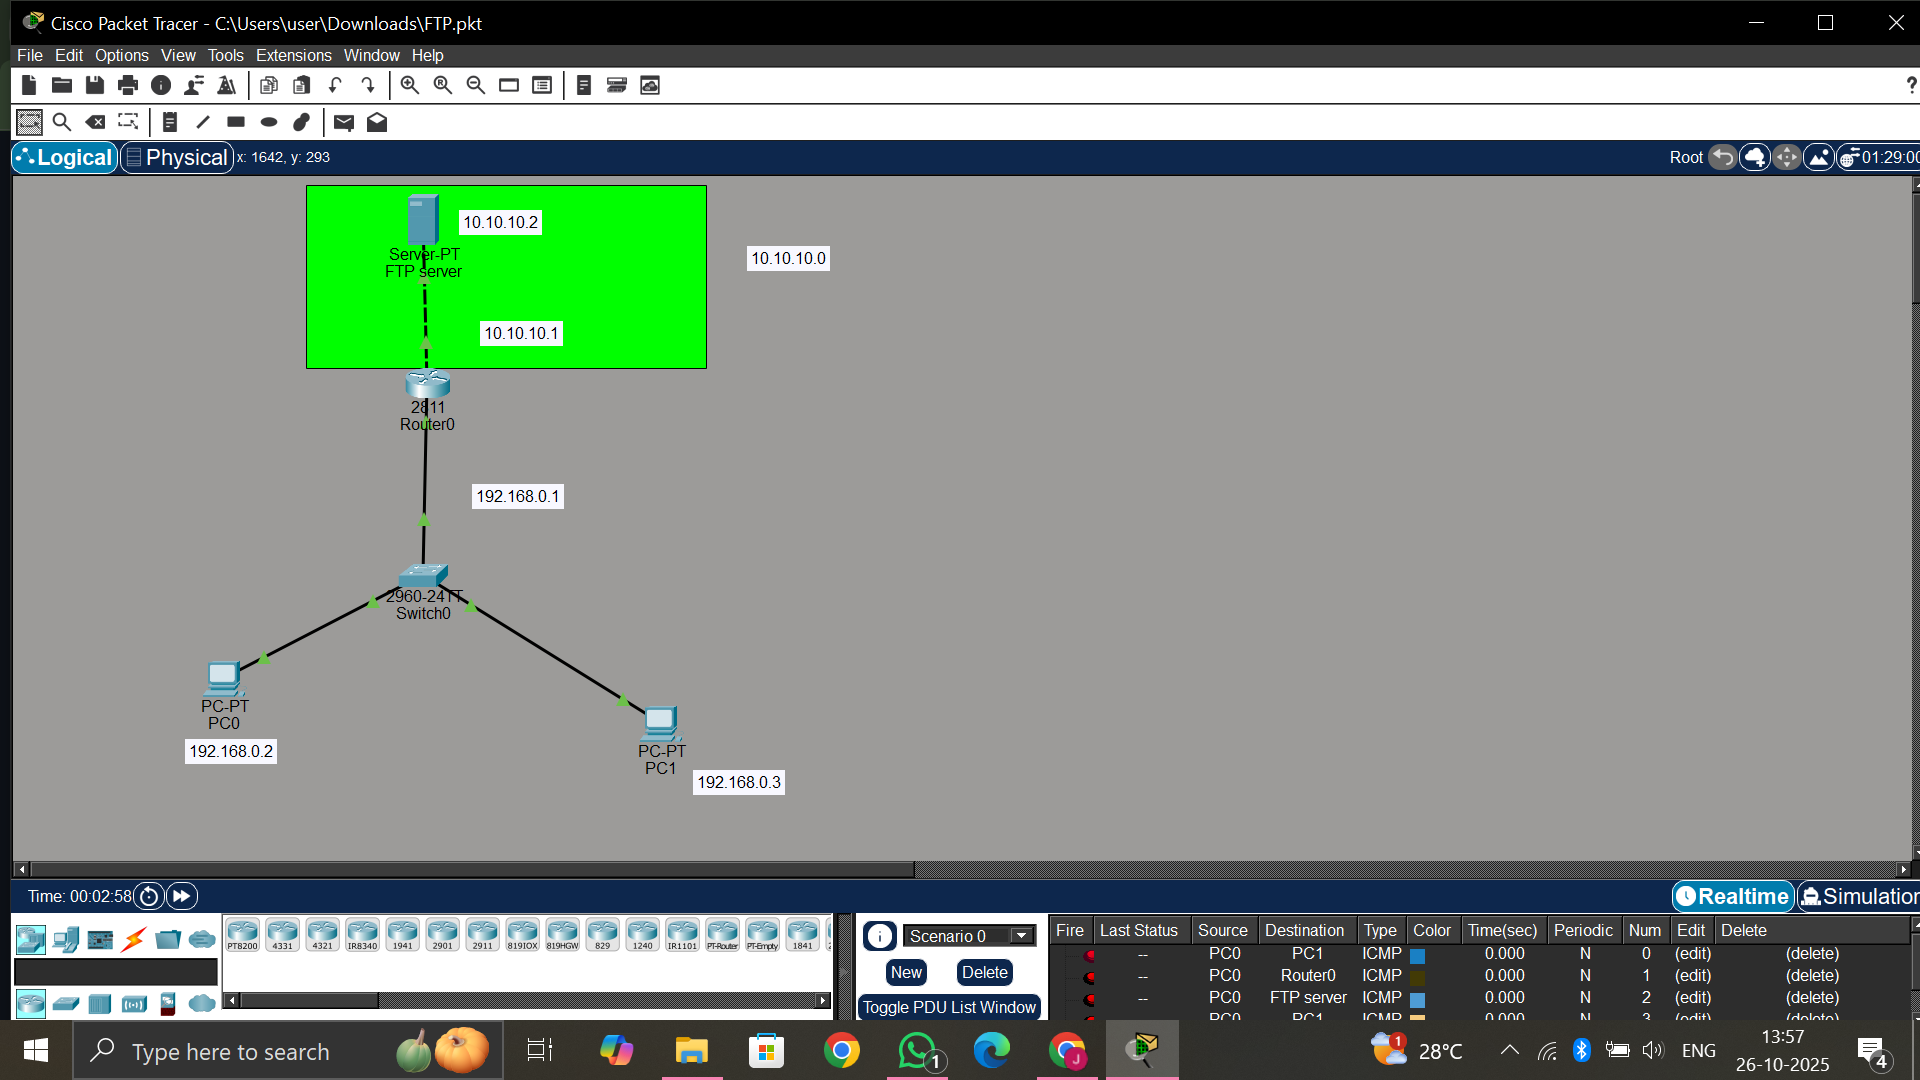 Cisco Packet Tracer - C:\Users\user\Downloads\FTP.pkt
File Edit Options View Tools Extensions Window Help
?
Logical Physical x: 1642, y: 293 Root 01:29:00
10.10.10.2
Server-PT
FTP server
10.10.10.0
10.10.10.1
2811
Router0
192.168.0.1
2960-24TT
Switch0
PC-PT
PC0
192.168.0.2
PC-PT
PC1
192.168.0.3
Time: 00:02:58 Realtime Simulation
PT8200 4331 4321 IR8340 1941 2901 2911 819IOX 819HGW 829 1240 IR1101 PT-Router PT-Empty 1841
Scenario 0
New Delete
Toggle PDU List Window
Fire Last Status Source Destination Type Color Time(sec) Periodic Num Edit Delete
-- PC0 PC1 ICMP 0.000 N 0 (edit) (delete)
-- PC0 Router0 ICMP 0.000 N 1 (edit) (delete)
-- PC0 FTP server ICMP 0.000 N 2 (edit) (delete)
-- PC0 PC1 ICMP 0.000 N 3 (edit) (delete)
Type here to search
1
1
28°C
ENG
13:57
26-10-2025
4